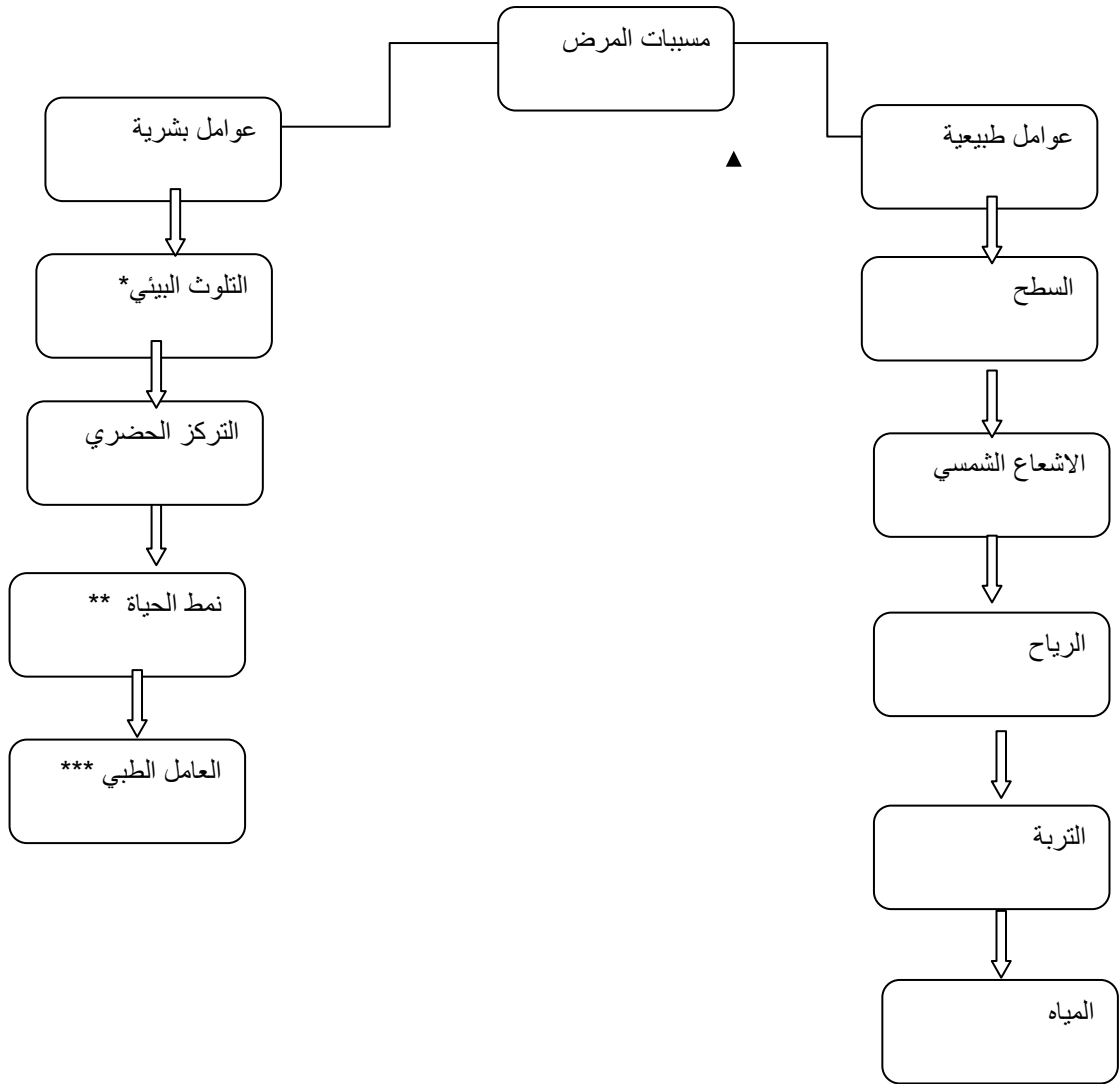 مسببات المرض
عوامل طبيعية
السطح
الاشعاع الشمسي
الرياح
التربة
المياه
عوامل بشرية
التلوث البيئي*
التركز الحضري
نمط الحياة **
العامل الطبي ***